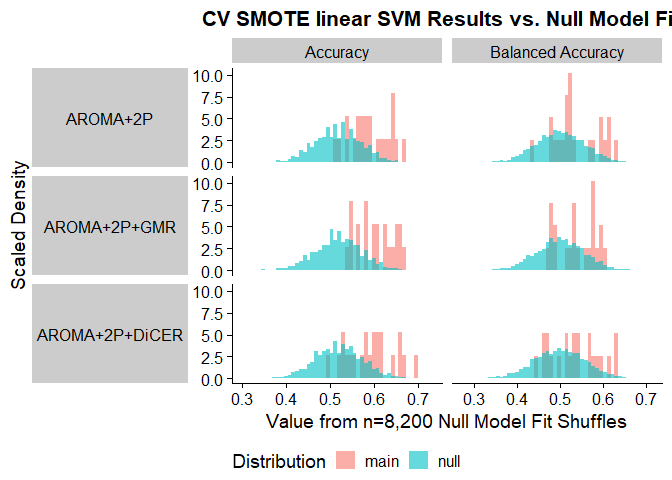 CV SMOTE linear SVM Results vs. Null Model Fi
Accuracy
Balanced Accuracy
Scaled Density
AROMA+2P
10.0
7.5
5.0
2.5
0.0
AROMA+2P+GMR
10.0
7.5
5.0
2.5
0.0
AROMA+2P+DiCER
10.0
7.5
5.0
2.5
0.0
0.3 0.4 0.5 0.6 0.7 0.3 0.4 0.5 0.6 0.7
Value from n=8,200 Null Model Fit Shuffles
Distribution main null